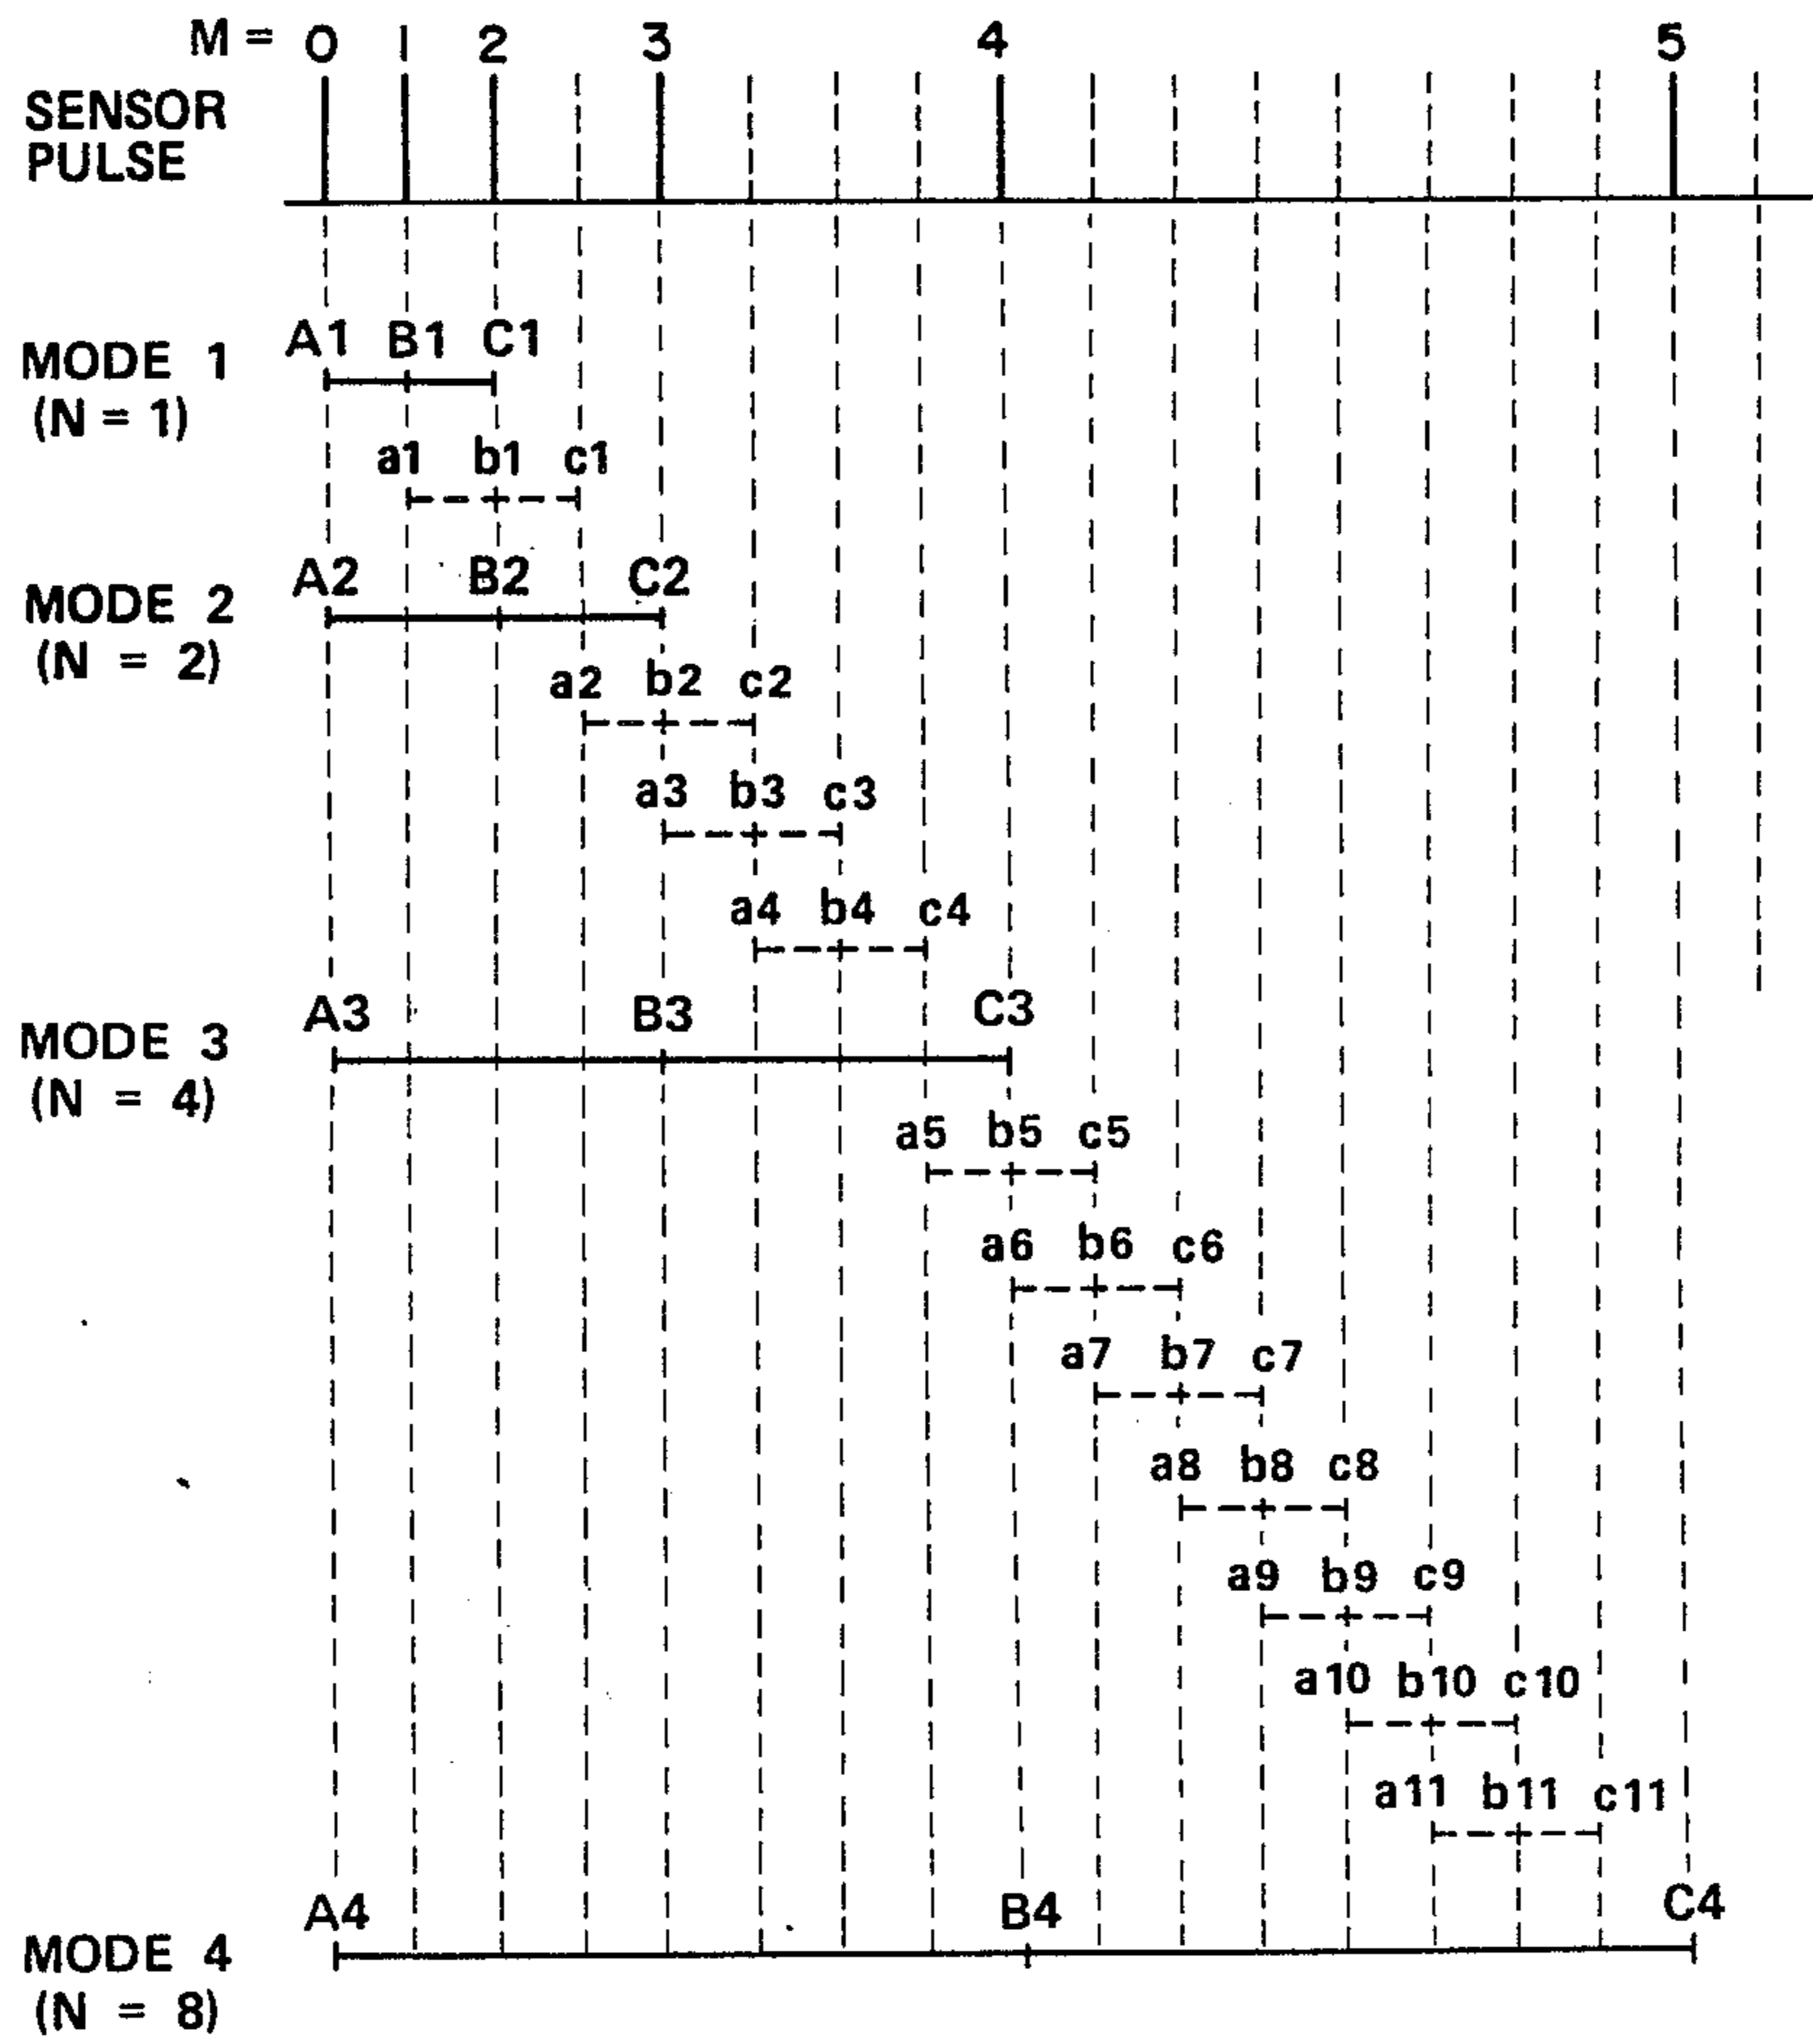 M = 0 1 2 3 4 5
SENSOR
PULSE
A1 B1 C1
MODE 1
(N = 1)
a1 b1 c1
A2 B2 C2
MODE 2
(N = 2)
a2 b2 c2
a3 b3 c3
a4 b4 c4
A3 B3 C3
MODE 3
(N = 4)
a5 b5 c5
a6 b6 c6
a7 b7 c7
a8 b8 c8
a9 b9 c9
a10 b10 c10
a11 b11 c11
A4 B4 C4
MODE 4
(N = 8)